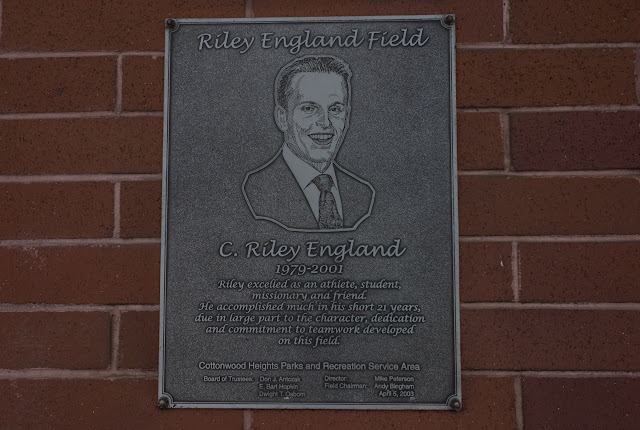 Riley England Field
C. Riley England
1979-2001
Riley excelled as an athlete, student,
missionary and friend.
He accomplished much in his short 21 years,
due in large part to the character, dedication
and commitment to teamwork developed
on this field.
Cottonwood Heights Parks and Recreation Service Area
Board of Trustees: Don J. Antczak Director: Mike Peterson
E. Bart Hopkin Field Chairman: Andy Bingham
Dwight T. Osborn April 5, 2003